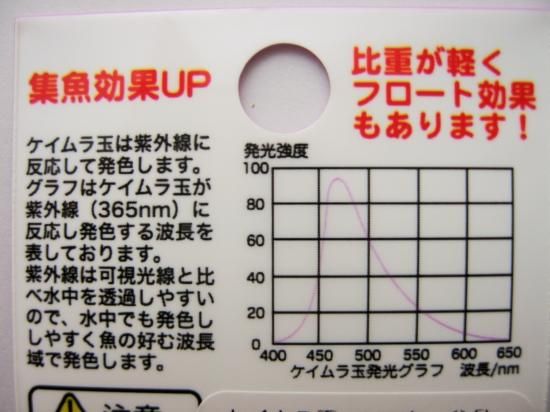 集魚効果UP
比重が軽く
フロート効果
もあります！
ケイムラ玉は紫外線に
反応して発色します。
グラフはケイムラ玉が
紫外線（365nm）に
反応し発色する波長を
表しております。
紫外線は可視光線と比
べ水中を透過しやすい
ので、水中でも発色し
しやすく魚の好む波長
域で発色します。
発光強度
100
80
60
40
20
0
400 450 500 550 600 650
ケイムラ玉発光グラフ 波長/nm
注意